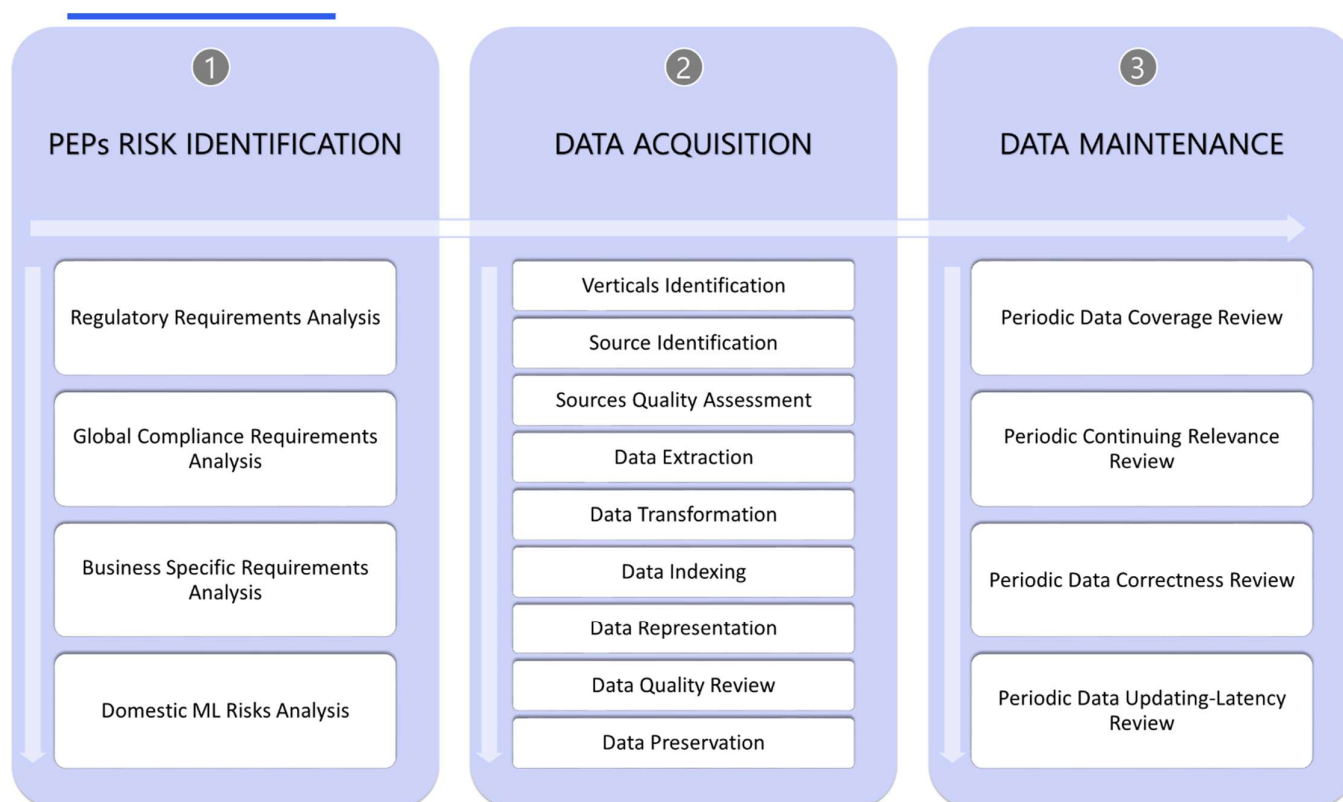 1
PEPs RISK IDENTIFICATION
Regulatory Requirements Analysis
Global Compliance Requirements
Analysis
Business Specific Requirements
Analysis
Domestic ML Risks Analysis
2
DATA ACQUISITION
Verticals Identification
Source Identification
Sources Quality Assessment
Data Extraction
Data Transformation
Data Indexing
Data Representation
Data Quality Review
Data Preservation
3
DATA MAINTENANCE
Periodic Data Coverage Review
Periodic Continuing Relevance
Review
Periodic Data Correctness Review
Periodic Data Updating-Latency
Review